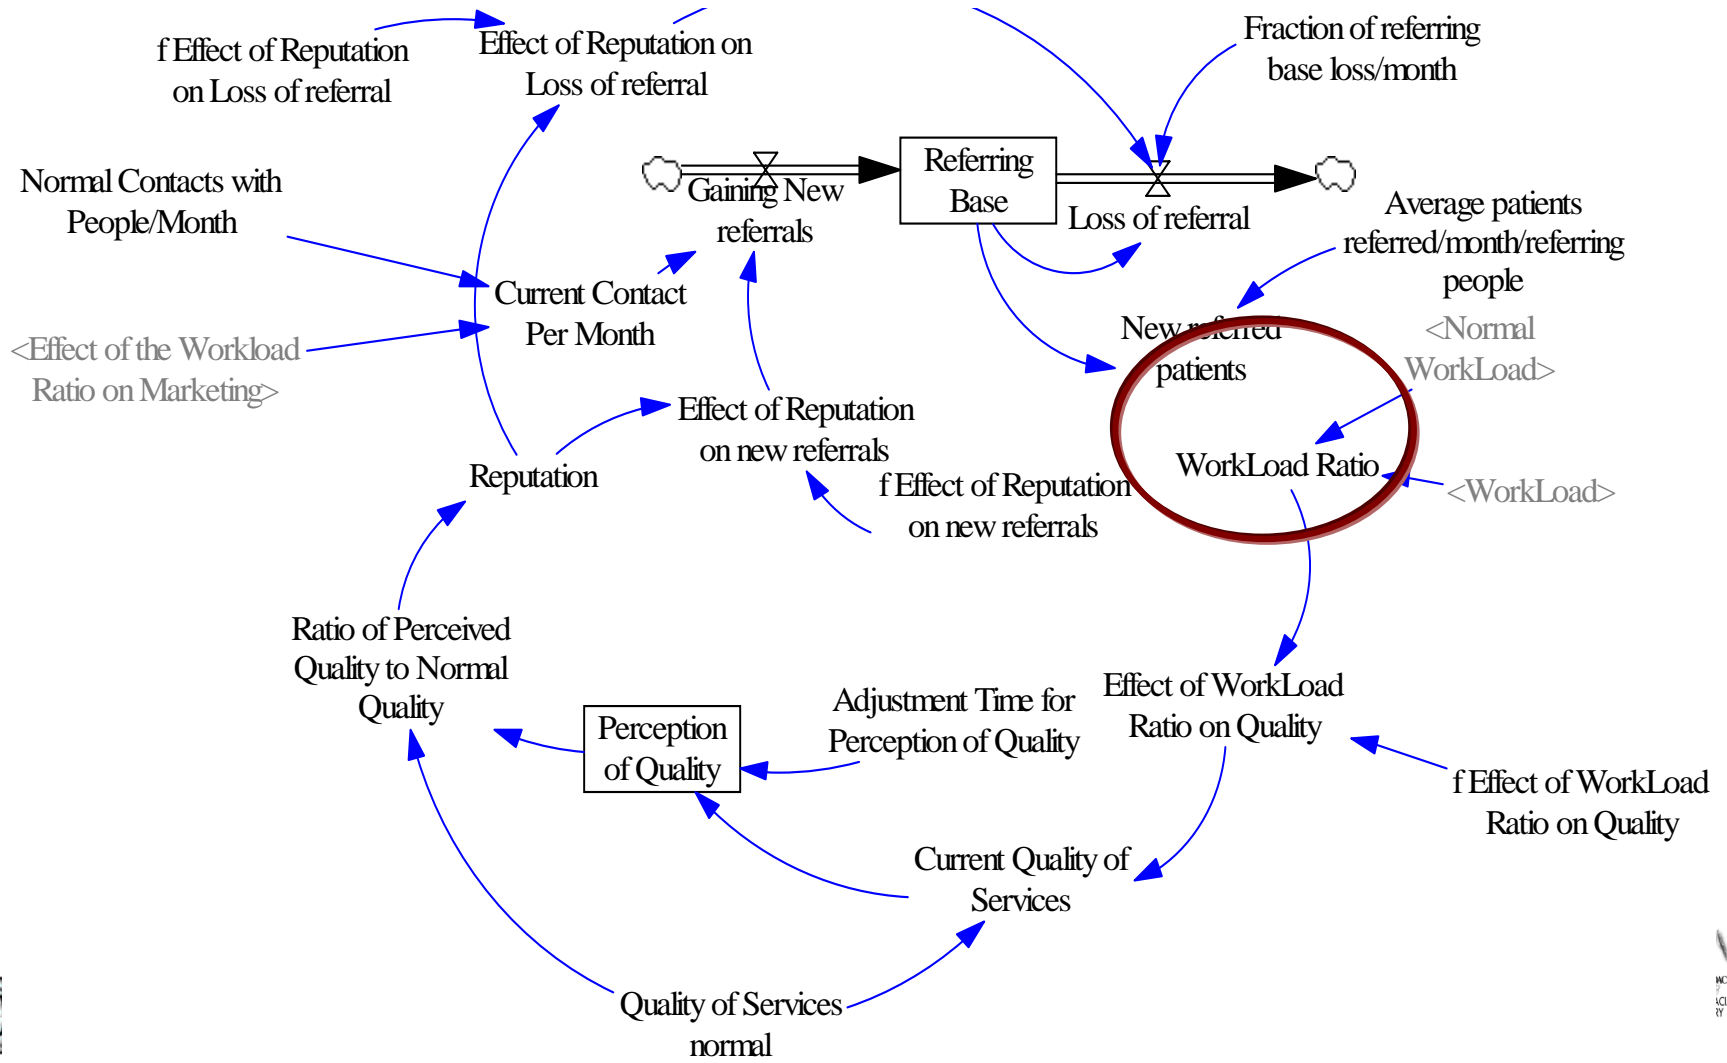 f Effect of Reputation
on Loss of referral
Effect of Reputation on
Loss of referral
Fraction of referring
base loss/month
Normal Contacts with
People/Month
Gaining New
referrals
Referring
Base
Loss of referral
Average patients
referred/month/referring
people
Current Contact
Per Month
<Effect of the Workload
Ratio on Marketing>
New referred
patients
<Normal
WorkLoad>
Effect of Reputation
on new referrals
Reputation
WorkLoad Ratio
<WorkLoad>
f Effect of Reputation
on new referrals
Ratio of Perceived
Quality to Normal
Quality
Perception
of Quality
Adjustment Time for
Perception of Quality
Effect of WorkLoad
Ratio on Quality
f Effect of WorkLoad
Ratio on Quality
Current Quality of
Services
Quality of Services
normal